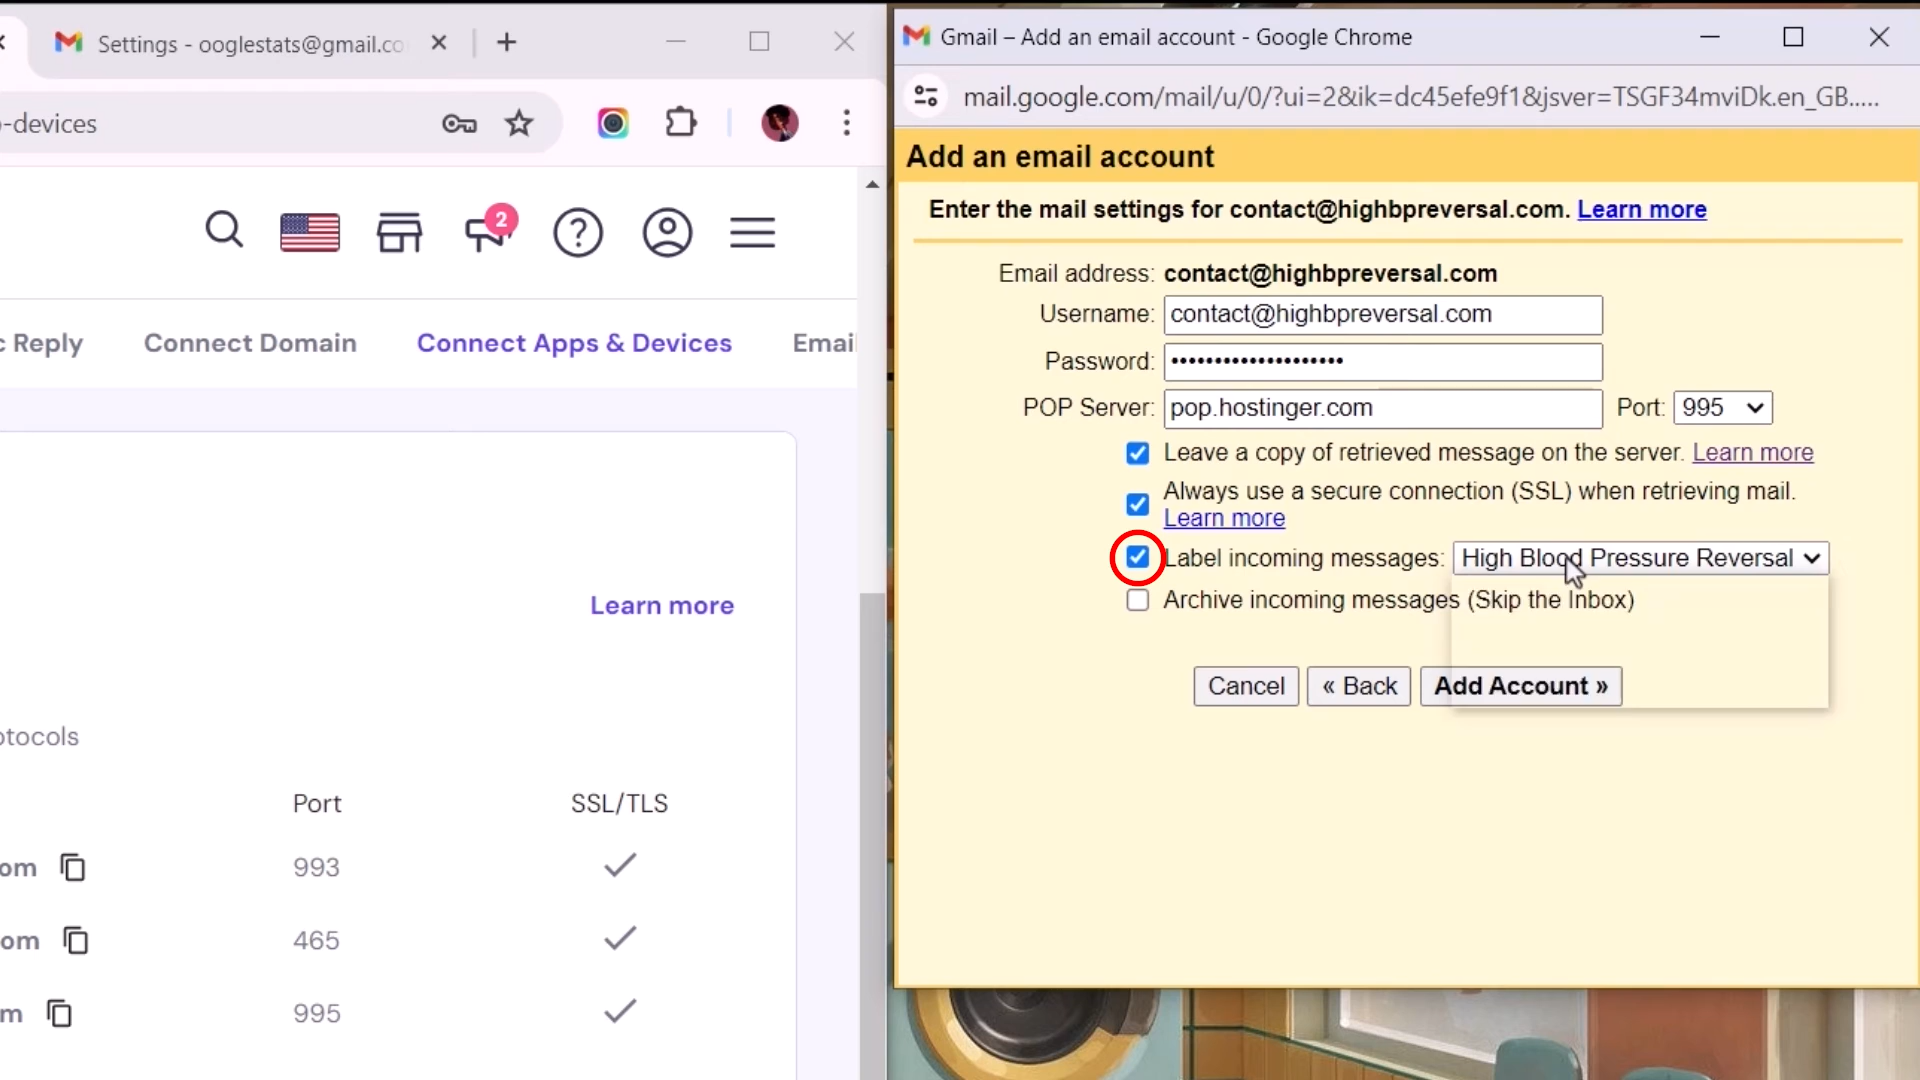 Settings - ooglestats@gmail.co
-devices
2
Reply
Connect Domain
Connect Apps & Devices
Email
Learn more
otocols
Port
SSL/TLS
om
993
om
465
m
995
Gmail – Add an email account - Google Chrome
mail.google.com/mail/u/0/?ui=2&ik=dc45efe9f1&jsver=TSGF34mviDk.en_GB.....
Add an email account
Enter the mail settings for contact@highbpreversal.com. Learn more
Email address: contact@highbpreversal.com
Username: contact@highbpreversal.com
Password: ••••••••••••••••••••
POP Server: pop.hostinger.com Port: 995
Leave a copy of retrieved message on the server. Learn more
Always use a secure connection (SSL) when retrieving mail.
Learn more
Label incoming messages: High Blood Pressure Reversal
Archive incoming messages (Skip the Inbox)
Cancel
« Back
Add Account »